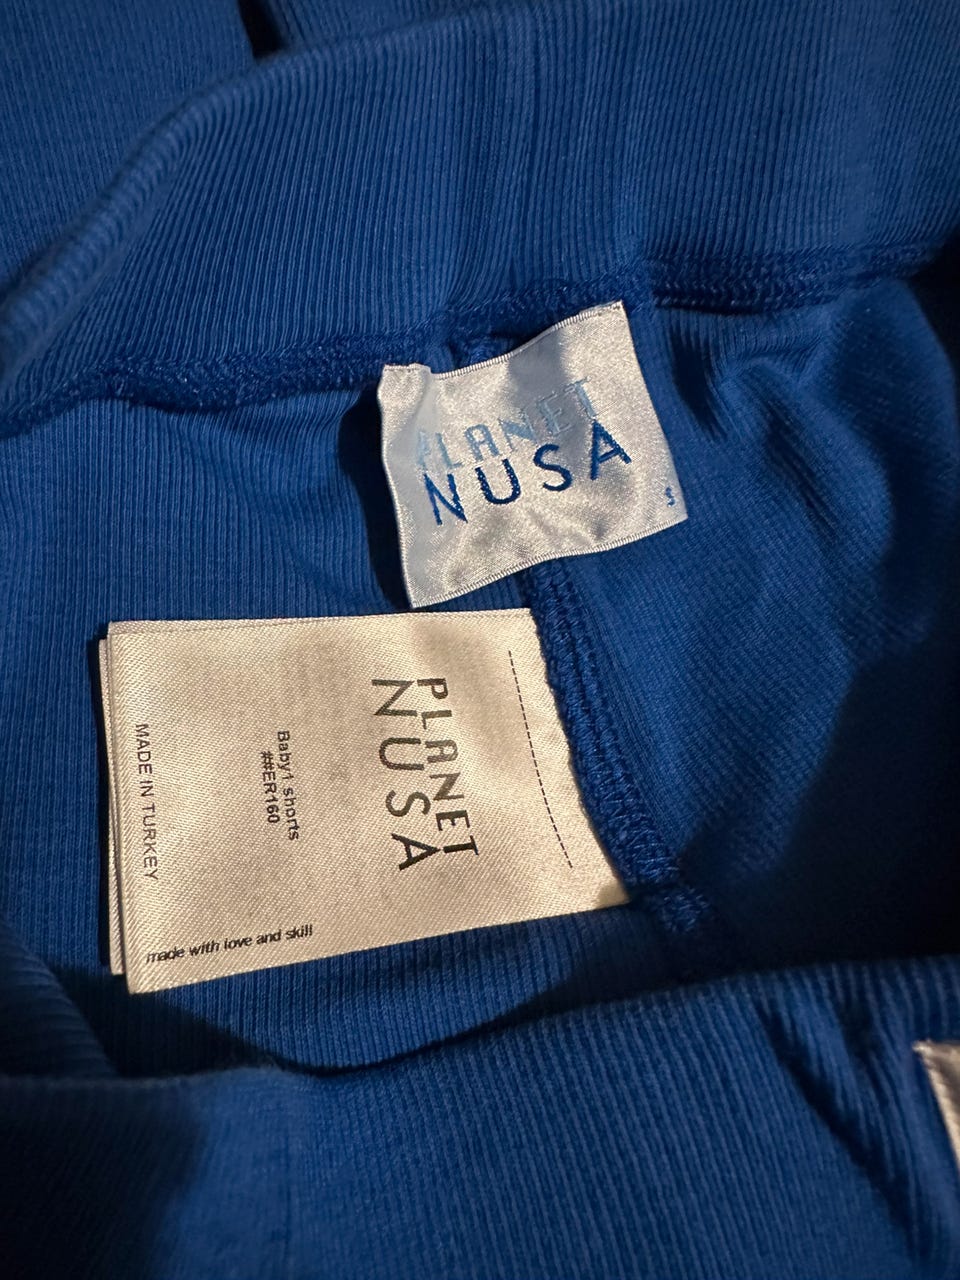 PLANET
NUSA
S
PLANET
NUSA
Baby1 shorts
##ER160
MADE IN TURKEY
made with love and skill